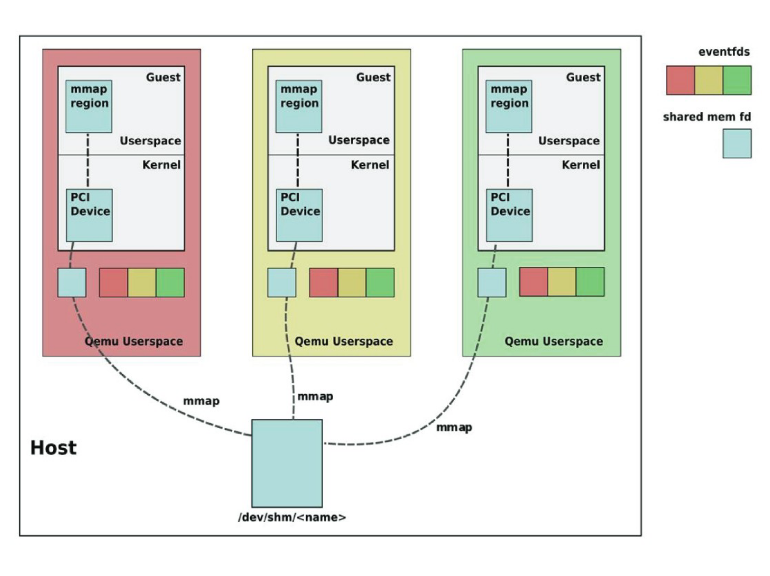 eventfds
shared mem fd
Guest
mmap
region
Userspace
Kernel
PCI
Device
Qemu Userspace
Guest
mmap
region
Userspace
Kernel
PCI
Device
Qemu Userspace
Guest
mmap
region
Userspace
Kernel
PCI
Device
Qemu Userspace
mmap
mmap
mmap
Host
/dev/shm/<name>